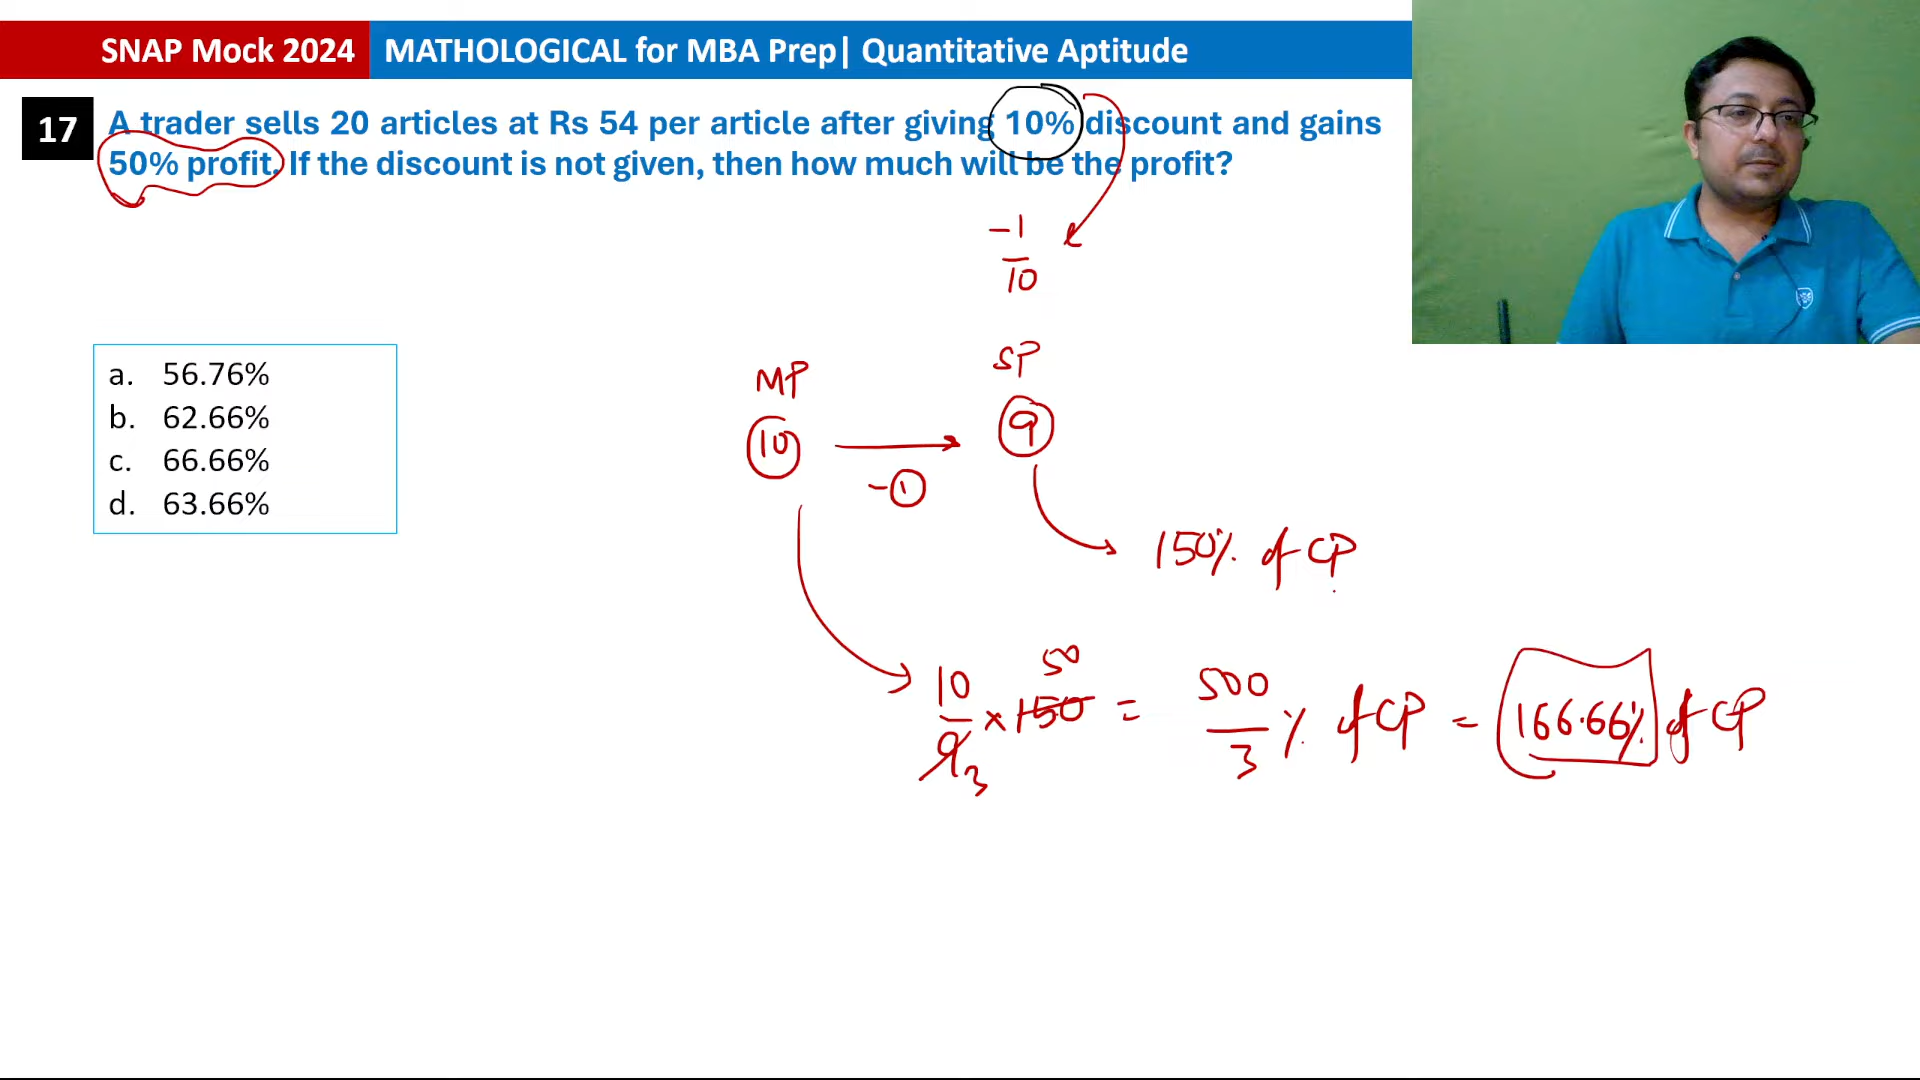 SNAP Mock 2024 MATHOLOGICAL for MBA Prep| Quantitative Aptitude
17 A trader sells 20 articles at Rs 54 per article after giving 10% discount and gains
50% profit. If the discount is not given, then how much will be the profit?
-1
10
a. 56.76%
b. 62.66%
c. 66.66%
d. 63.66%
MP
SP
10
9
-1
150% of CP
50
10/9 3 × 150 = 500/3 % of CP = 166.66% of CP